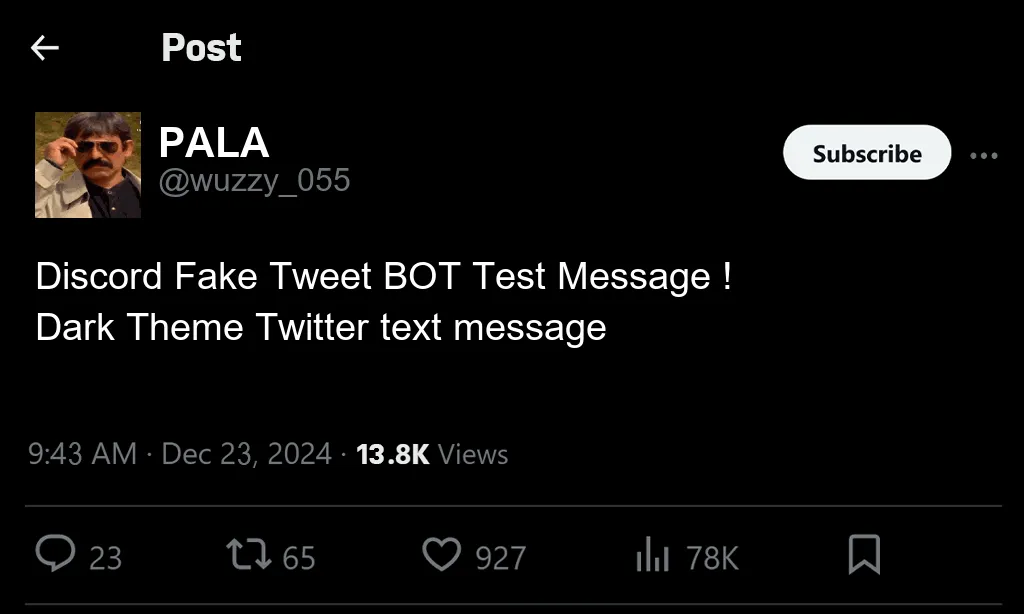 Post
PALA
@wuzzy_055
Subscribe
Discord Fake Tweet BOT Test Message !
Dark Theme Twitter text message
9:43 AM · Dec 23, 2024 · 13.8K Views
23 65 927 78K